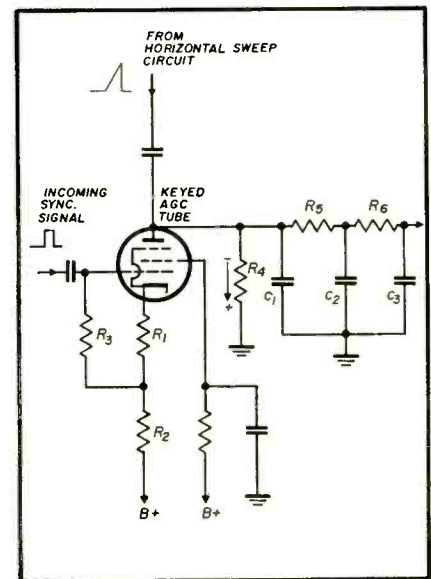 FROM
HORIZONTAL SWEEP
CIRCUIT
INCOMING
SYNC.
SIGNAL
KEYED
AGC
TUBE
R5
R6
R4
-
+
C1
C2
C3
R3
R1
R2
B+
B+